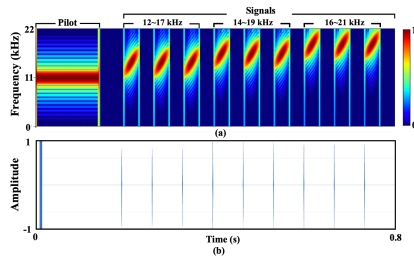 Signals
Pilot 12~17 kHz 14~19 kHz 16~21 kHz
Frequency (kHz)
22
11
0
1
0
(a)
Amplitude
1
-1
0 Time (s) 0.8
(b)